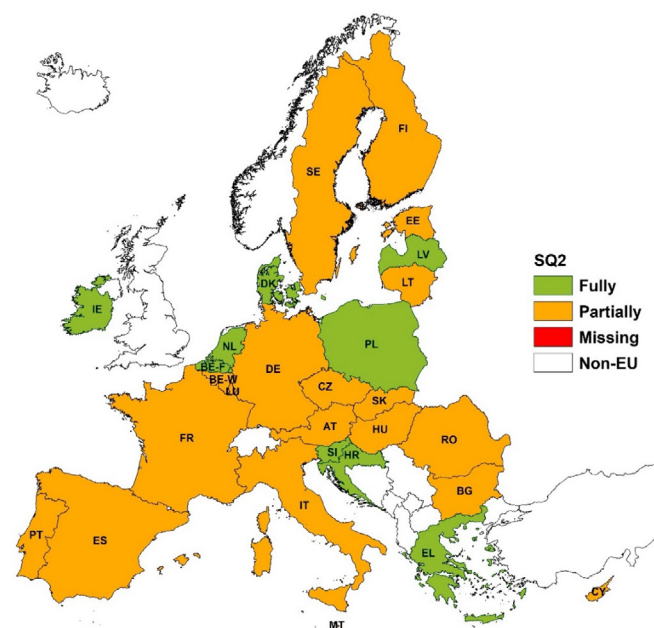 FI
SE
EE
SQ2
LV
Fully
DK
LT
IE
Partially
NL
PL
Missing
BE-F
DE
Non-EU
BE-W
LU
CZ
SK
AT
HU
FR
RO
SI
HR
BG
IT
PT
ES
EL
CY
MT